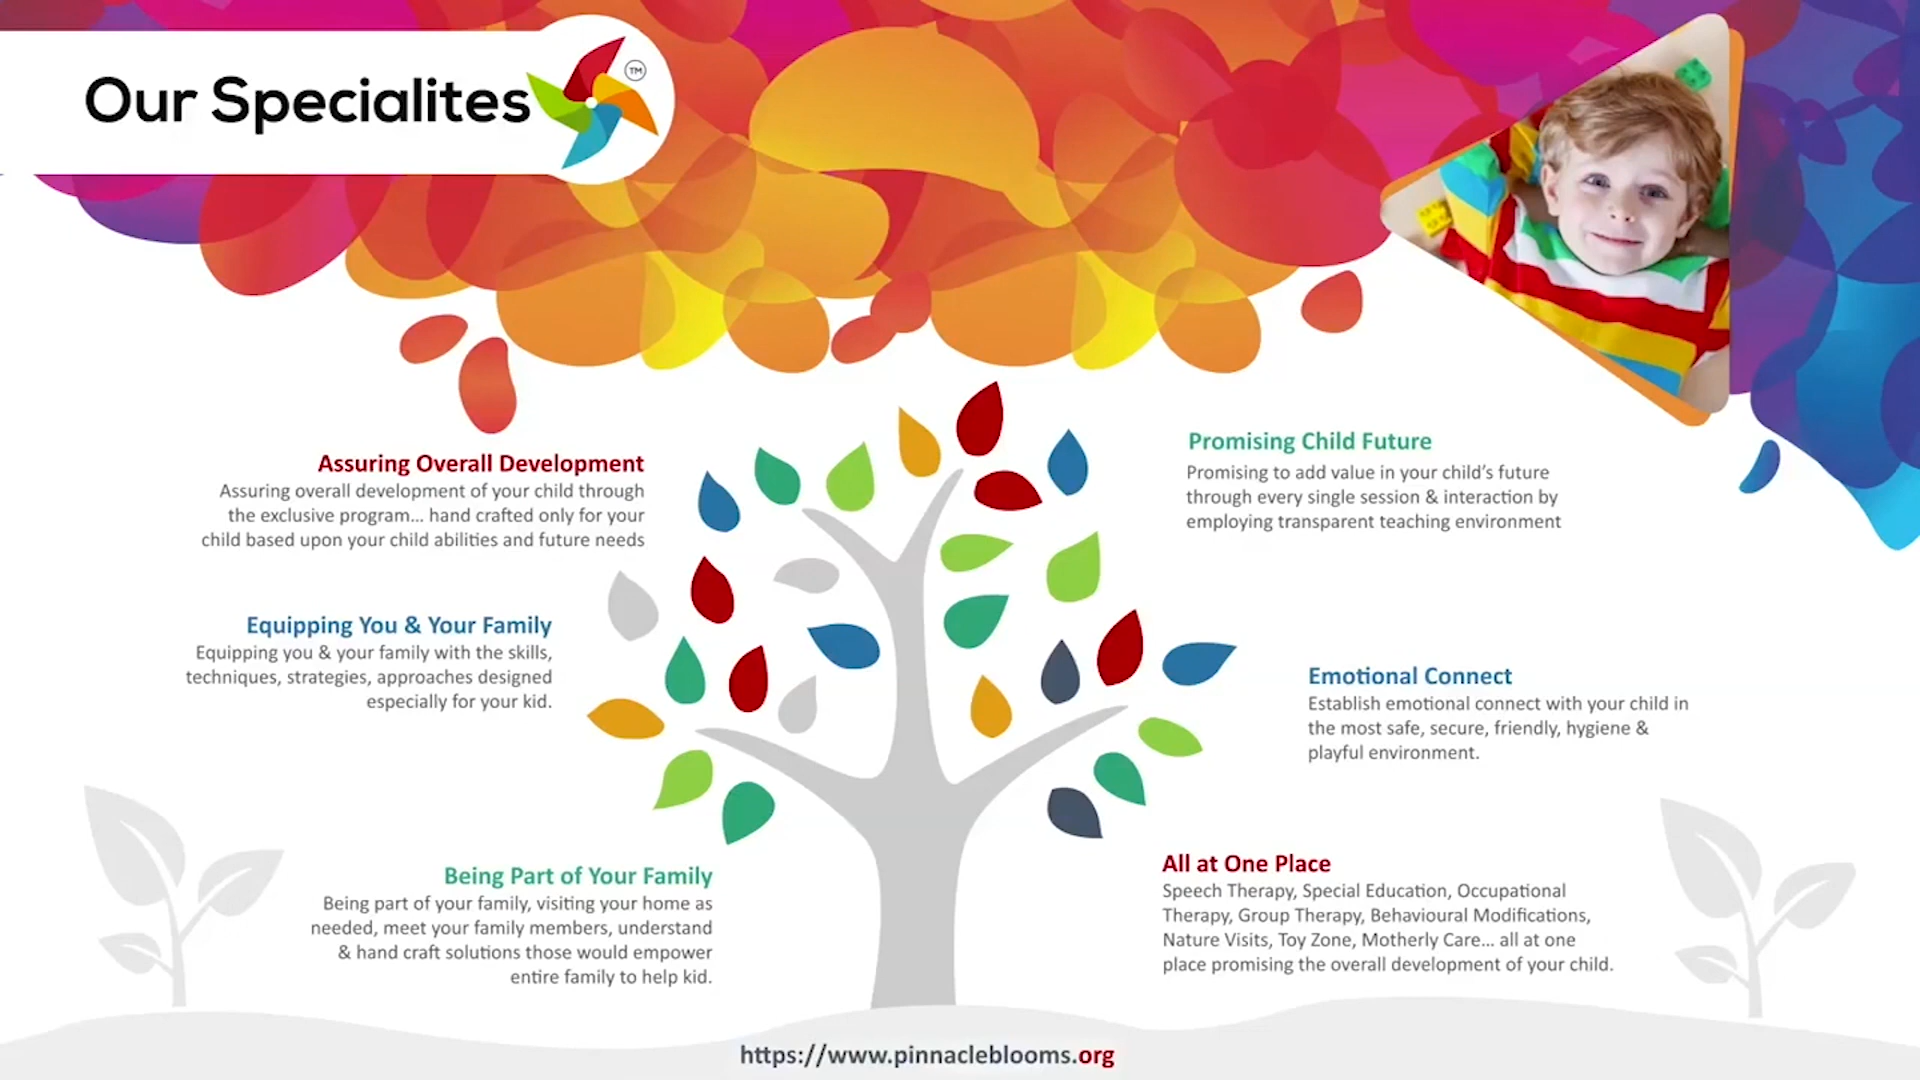 Our Specialites
TM
Assuring Overall Development
Assuring overall development of your child through
the exclusive program... hand crafted only for your
child based upon your child abilities and future needs
Equipping You & Your Family
Equipping you & your family with the skills,
techniques, strategies, approaches designed
especially for your kid.
Being Part of Your Family
Being part of your family, visiting your home as
needed, meet your family members, understand
& hand craft solutions those would empower
entire family to help kid.
Promising Child Future
Promising to add value in your child's future
through every single session & interaction by
employing transparent teaching environment
Emotional Connect
Establish emotional connect with your child in
the most safe, secure, friendly, hygiene &
playful environment.
All at One Place
Speech Therapy, Special Education, Occupational
Therapy, Group Therapy, Behavioural Modifications,
Nature Visits, Toy Zone, Motherly Care... all at one
place promising the overall development of your child.
https://www.pinnacleblooms.org